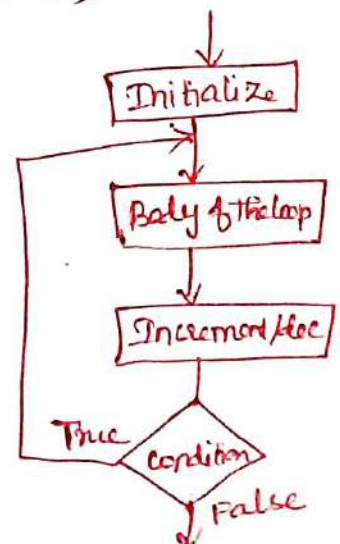 Initialize
Body of the loop
Increment/dec
True
condition
False